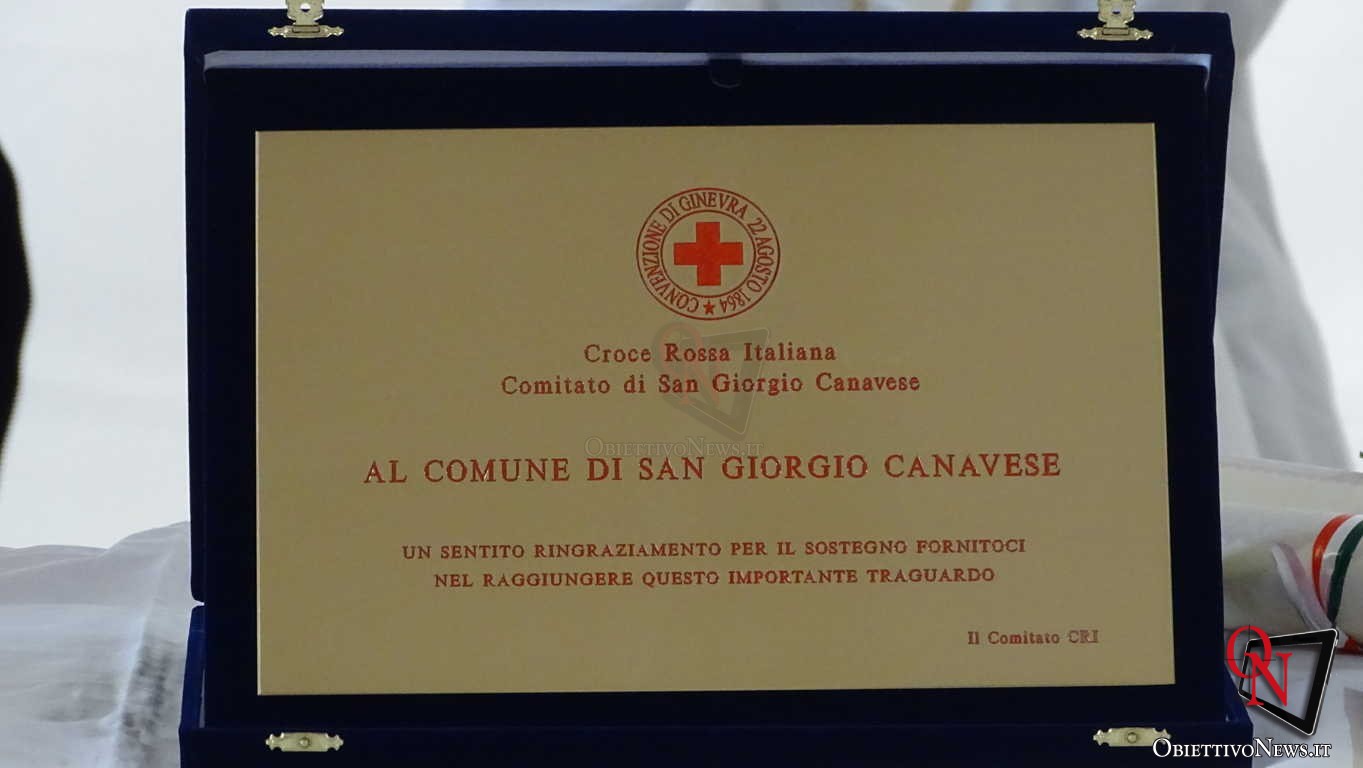 CONVENZIONE DI GINEVRA 22 AGOSTO 1864
Croce Rossa Italiana
Comitato di San Giorgio Canavese
OBIETTIVONEWS.IT
AL COMUNE DI SAN GIORGIO CANAVESE
UN SENTITO RINGRAZIAMENTO PER IL SOSTEGNO FORNITOCI
NEL RAGGIUNGERE QUESTO IMPORTANTE TRAGUARDO
Il Comitato CRI
ON
OBIETTIVONEWS.IT